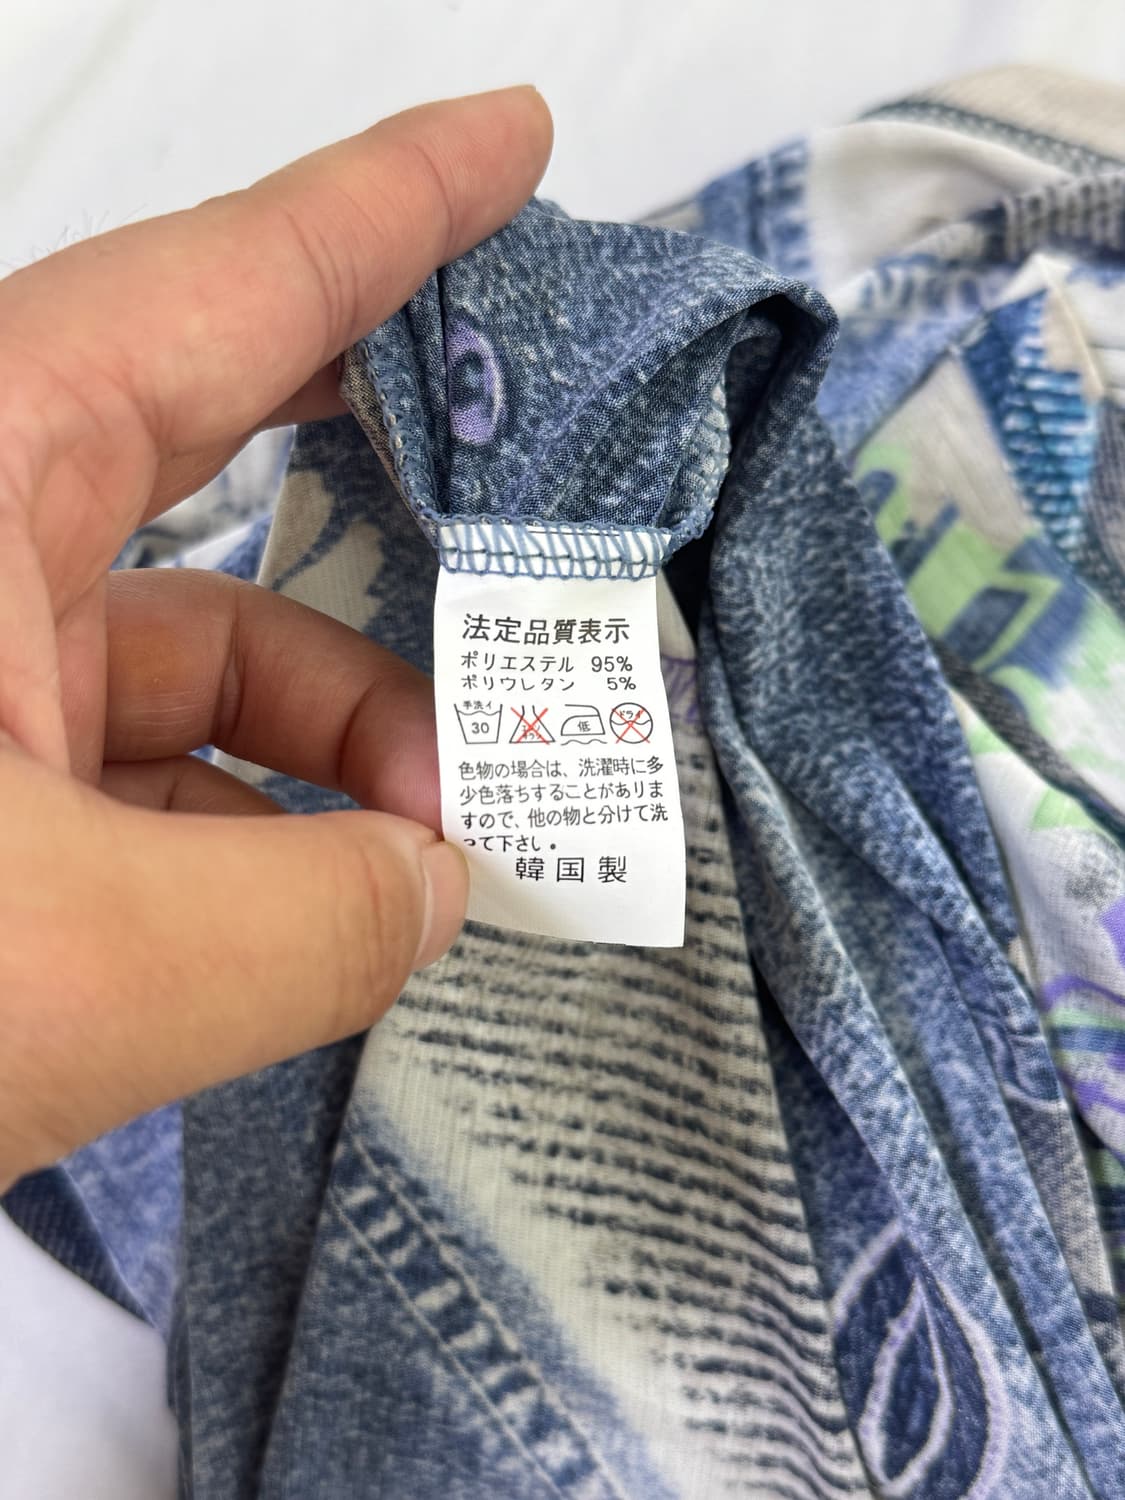 法定品質表示
ポリエステル 95%
ポリウレタン 5%
手洗イ
30
低
ドライ
色物の場合は、洗濯時に多
少色落ちすることがありま
すので、他の物と分けて洗
って下さい。
韓国製